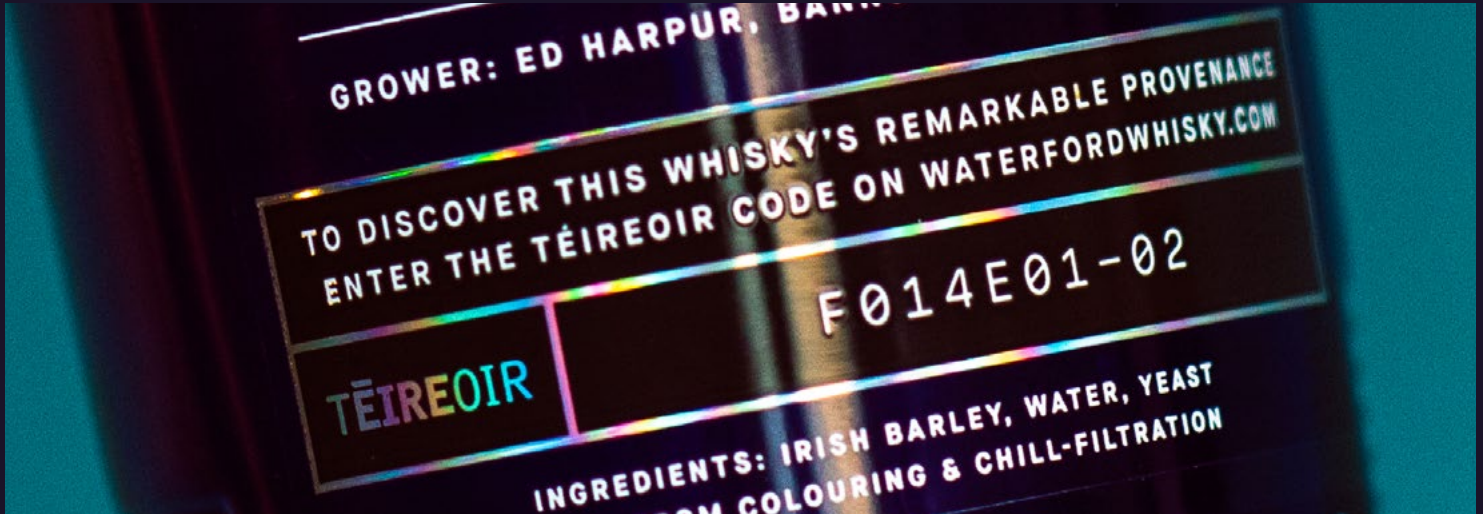 GROWER: ED HARPUR,
TO DISCOVER THIS WHISKY'S REMARKABLE PROVENANCE
ENTER THE TÉIREOIR CODE ON WATERFORDWHISKY.COM
F014E01-02
TĒIREOIR
INGREDIENTS: IRISH BARLEY, WATER, YEAST
COLOURING & CHILL-FILTRATION